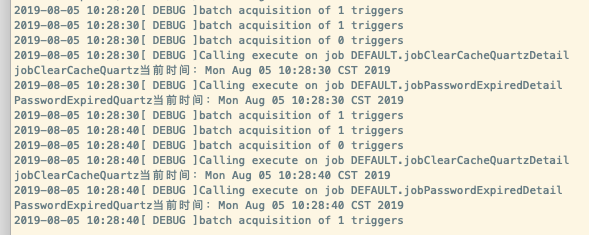 2019-08-05 10:28:20[ DEBUG ]batch acquisition of 1 triggers
2019-08-05 10:28:30[ DEBUG ]batch acquisition of 1 triggers
2019-08-05 10:28:30[ DEBUG ]batch acquisition of 0 triggers
2019-08-05 10:28:30[ DEBUG ]Calling execute on job DEFAULT.jobClearCacheQuartzDetail
jobClearCacheQuartz当前时间：Mon Aug 05 10:28:30 CST 2019
2019-08-05 10:28:30[ DEBUG ]Calling execute on job DEFAULT.jobPasswordExpiredDetail
PasswordExpiredQuartz当前时间：Mon Aug 05 10:28:30 CST 2019
2019-08-05 10:28:30[ DEBUG ]batch acquisition of 1 triggers
2019-08-05 10:28:40[ DEBUG ]batch acquisition of 1 triggers
2019-08-05 10:28:40[ DEBUG ]batch acquisition of 0 triggers
2019-08-05 10:28:40[ DEBUG ]Calling execute on job DEFAULT.jobClearCacheQuartzDetail
jobClearCacheQuartz当前时间：Mon Aug 05 10:28:40 CST 2019
2019-08-05 10:28:40[ DEBUG ]Calling execute on job DEFAULT.jobPasswordExpiredDetail
PasswordExpiredQuartz当前时间：Mon Aug 05 10:28:40 CST 2019
2019-08-05 10:28:40[ DEBUG ]batch acquisition of 1 triggers